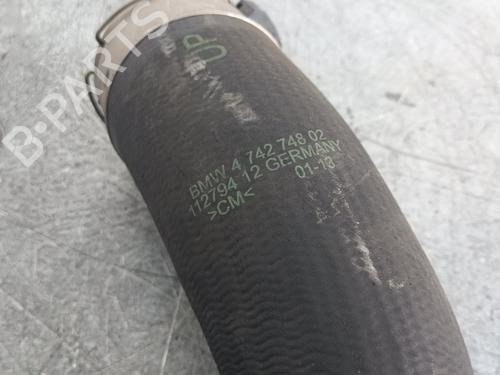 UP
BMW 4 742 748 02
112794 12 GERMANY
>CM< 01-13
B-PARTS